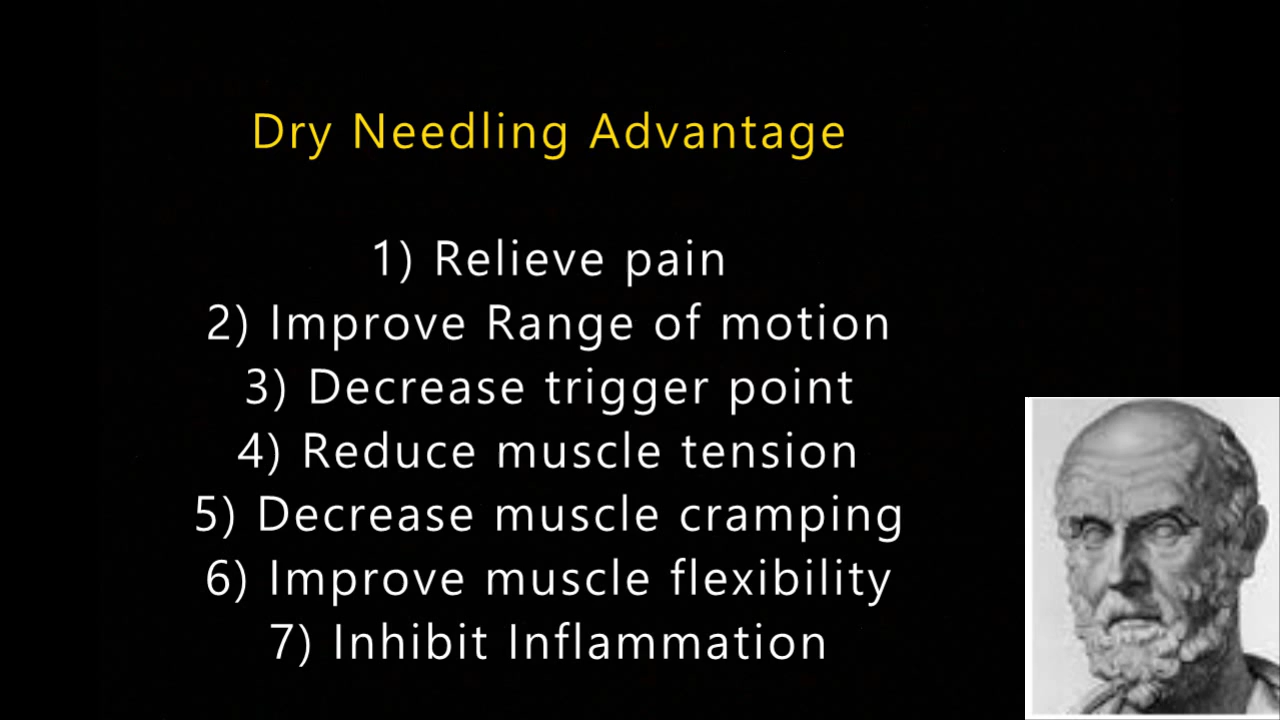 Dry Needling Advantage
1) Relieve pain
2) Improve Range of motion
3) Decrease trigger point
4) Reduce muscle tension
5) Decrease muscle cramping
6) Improve muscle flexibility
7) Inhibit Inflammation